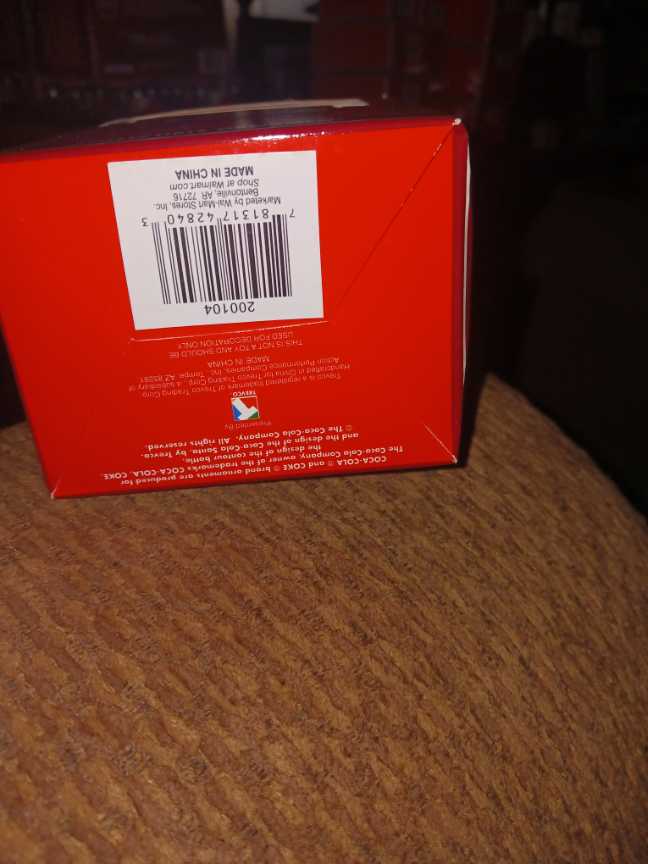 COCA-COLA ® and COKE ® brand ornaments are produced for
The Coca-Cola Company, owner of the trademarks COCA-COLA, COKE,
the design of the contour bottle,
and the design of the Coca-Cola Santa, by Trevco.
© The Coca-Cola Company. All rights reserved.
Presented By
TREVCO
Trevco is a registered trademark of Trevco Trading Corp.
Handcrafted in China for Trevco Trading Corp., a subsidiary of
Action Performance Companies, Inc. Tempe, AZ 85281
MADE IN CHINA
THIS IS NOT A TOY AND SHOULD BE
USED FOR DECORATION ONLY
200104
7 81317 42840 3
Marketed by Wal-Mart Stores, Inc.
Bentonville, AR 72716
Shop at Walmart.com
MADE IN CHINA